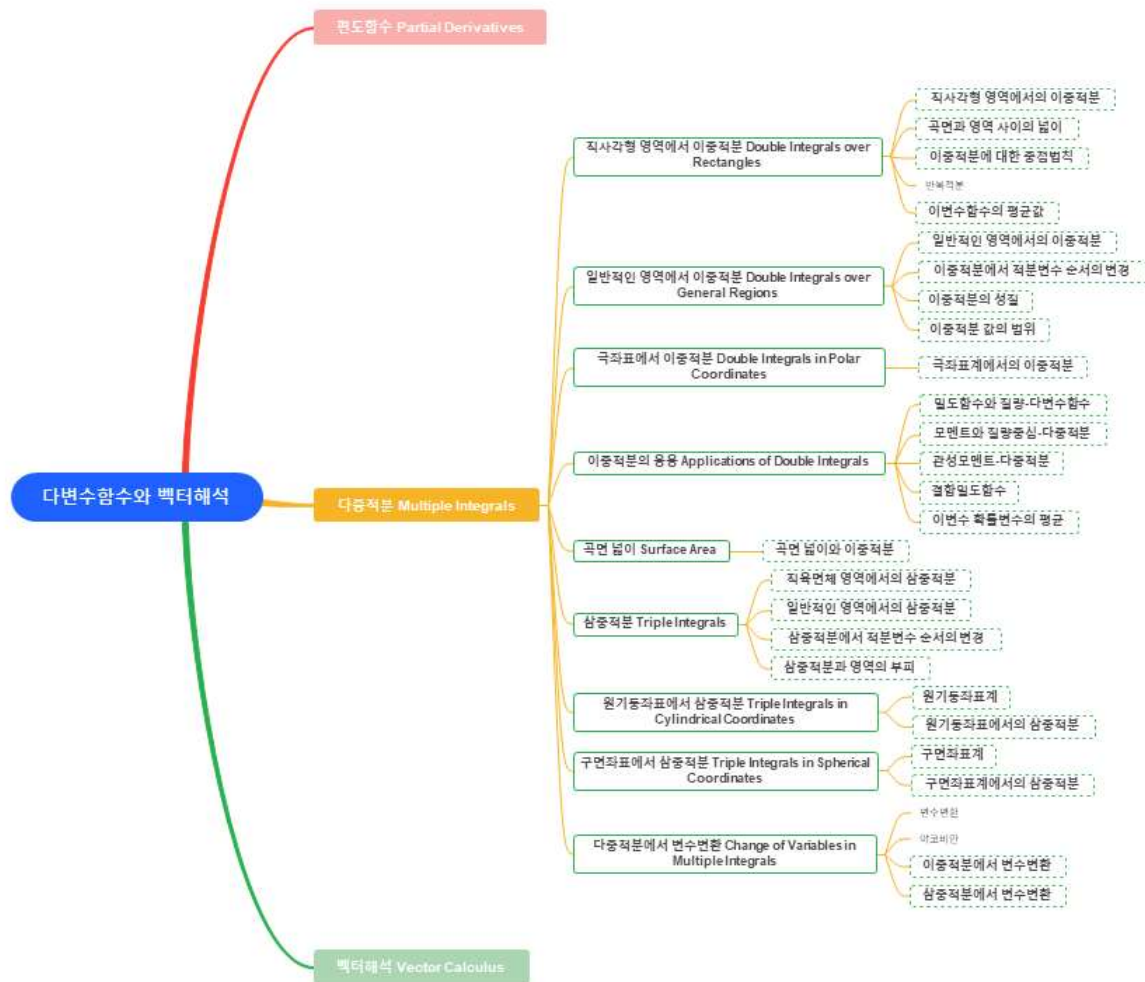 편도함수 Partial Derivatives
다변수함수와 벡터해석
다중적분 Multiple Integrals
직사각형 영역에서 이중적분 Double Integrals over
Rectangles
직사각형 영역에서의 이중적분
곡면과 영역 사이의 넓이
이중적분에 대한 중점법칙
반복적분
이변수함수의 평균값
일반적인 영역에서 이중적분 Double Integrals over
General Regions
일반적인 영역에서의 이중적분
이중적분에서 적분변수 순서의 변경
이중적분의 성질
이중적분 값의 범위
극좌표에서 이중적분 Double Integrals in Polar
Coordinates
극좌표계에서의 이중적분
이중적분의 응용 Applications of Double Integrals
밀도함수와 질량-다변수함수
모멘트와 질량중심-다중적분
관성모멘트-다중적분
결합밀도함수
이변수 확률변수의 평균
곡면 넓이 Surface Area
곡면 넓이와 이중적분
삼중적분 Triple Integrals
직육면체 영역에서의 삼중적분
일반적인 영역에서의 삼중적분
삼중적분에서 적분변수 순서의 변경
삼중적분과 영역의 부피
원기둥좌표에서 삼중적분 Triple Integrals in
Cylindrical Coordinates
원기둥좌표계
원기둥좌표에서의 삼중적분
구면좌표에서 삼중적분 Triple Integrals in Spherical
Coordinates
구면좌표계
구면좌표계에서의 삼중적분
다중적분에서 변수변환 Change of Variables in
Multiple Integrals
변수변환
야코비안
이중적분에서 변수변환
삼중적분에서 변수변환
벡터해석 Vector Calculus